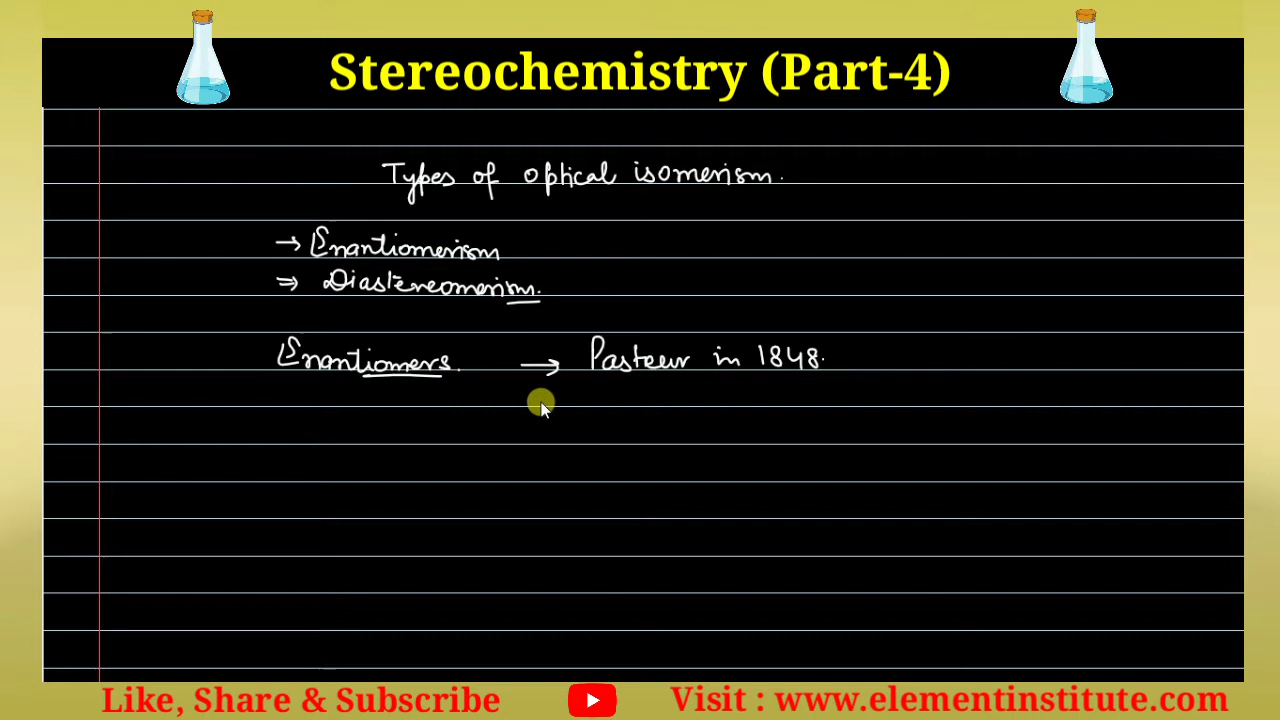 Stereochemistry (Part-4)
Types of optical isomerism.
→ Enantiomerism
⇒ Diastereomerism.
Enantiomers. → Pasteur in 1848.
Like, Share & Subscribe Visit : www.elementinstitute.com